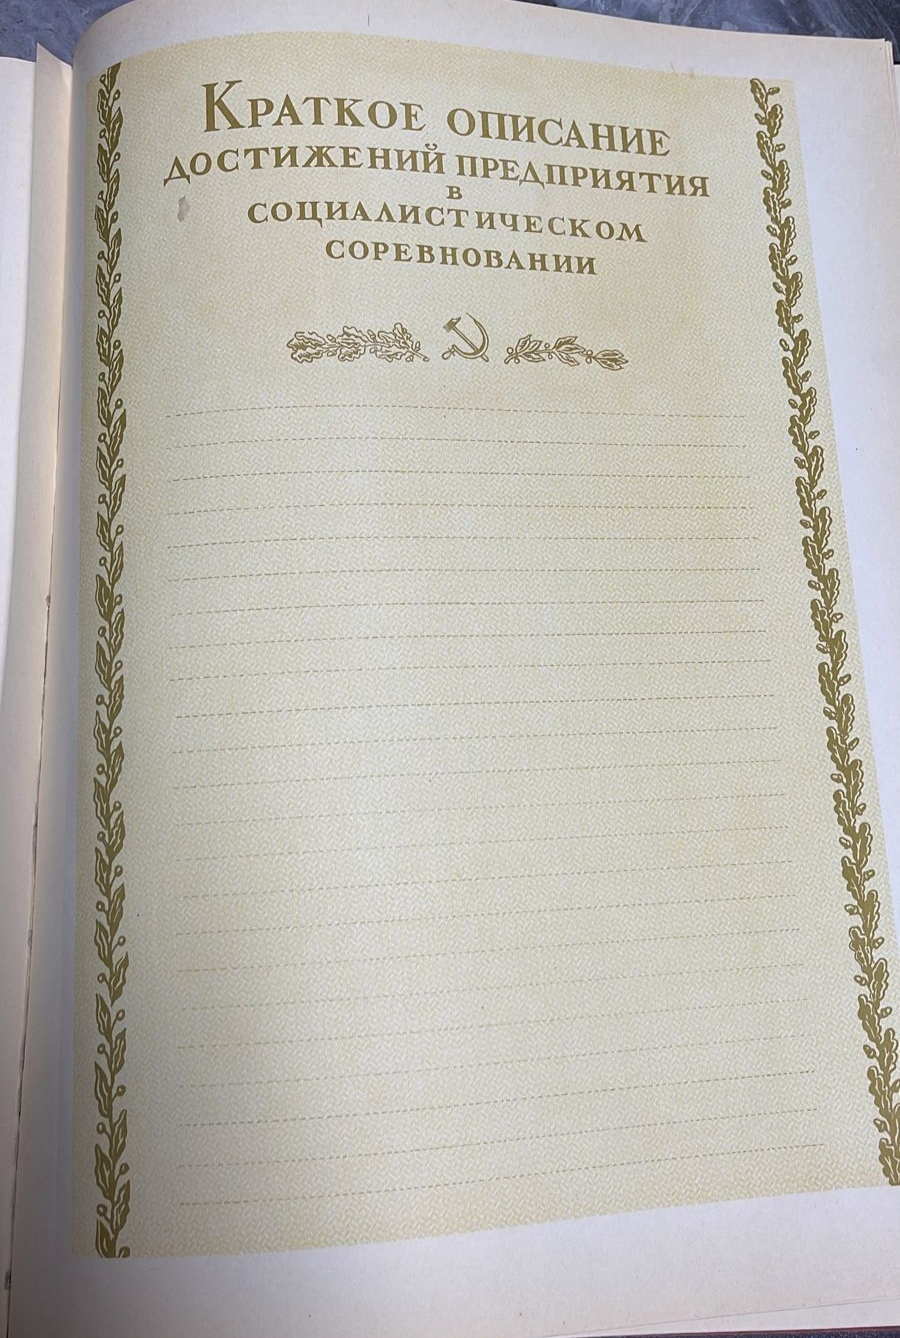 Краткое описание
достижений предприятия
в
социалистическом
соревновании